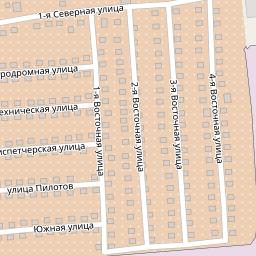 1-я Северная улица
1-я Восточная улица
2-я Восточная улица
3-я Восточная улица
4-я Восточная улица
родромная улица
ехническая улица
испетчерская улица
улица Пилотов
Южная улица